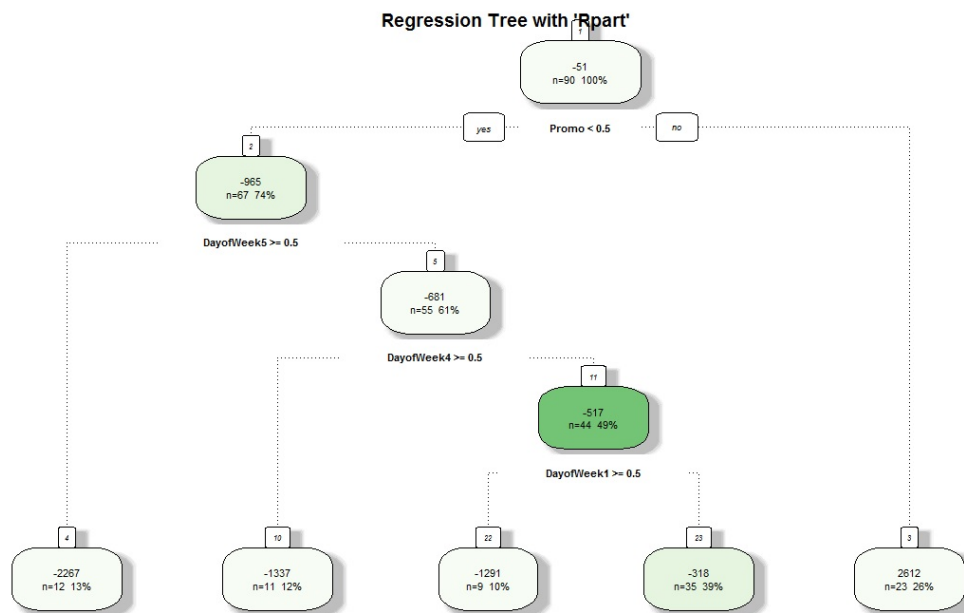 Regression Tree with 'Rpart'
1
-51
n=90 100%
yes
Promo < 0.5
no
2
-965
n=67 74%
DayofWeek5 >= 0.5
5
-681
n=55 61%
DayofWeek4 >= 0.5
11
-517
n=44 49%
DayofWeek1 >= 0.5
4
-2267
n=12 13%
10
-1337
n=11 12%
22
-1291
n=9 10%
23
-318
n=35 39%
3
2612
n=23 26%